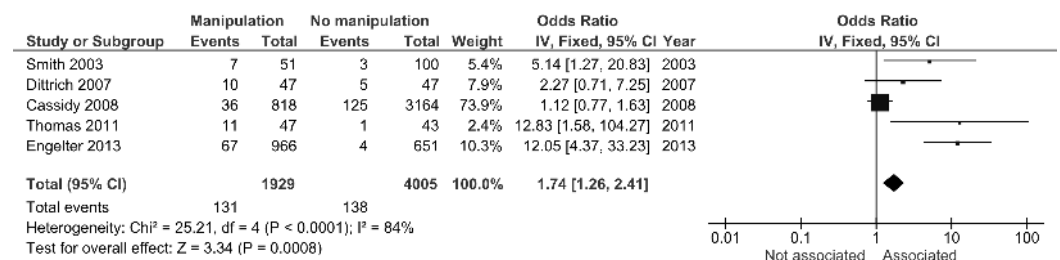 Manipulation No manipulation Odds Ratio Odds Ratio
Study or Subgroup Events Total Events Total Weight IV, Fixed, 95% CI Year IV, Fixed, 95% CI
Smith 2003 7 51 3 100 5.4% 5.14 [1.27, 20.83] 2003
Dittrich 2007 10 47 5 47 7.9% 2.27 [0.71, 7.25] 2007
Cassidy 2008 36 818 125 3164 73.9% 1.12 [0.77, 1.63] 2008
Thomas 2011 11 47 1 43 2.4% 12.83 [1.58, 104.27] 2011
Engelter 2013 67 966 4 651 10.3% 12.05 [4.37, 33.23] 2013
Total (95% CI) 1929 4005 100.0% 1.74 [1.26, 2.41]
Total events 131 138
Heterogeneity: Chi² = 25.21, df = 4 (P < 0.0001); I² = 84%
Test for overall effect: Z = 3.34 (P = 0.0008)
0.01 0.1 1 10 100
Not associated Associated